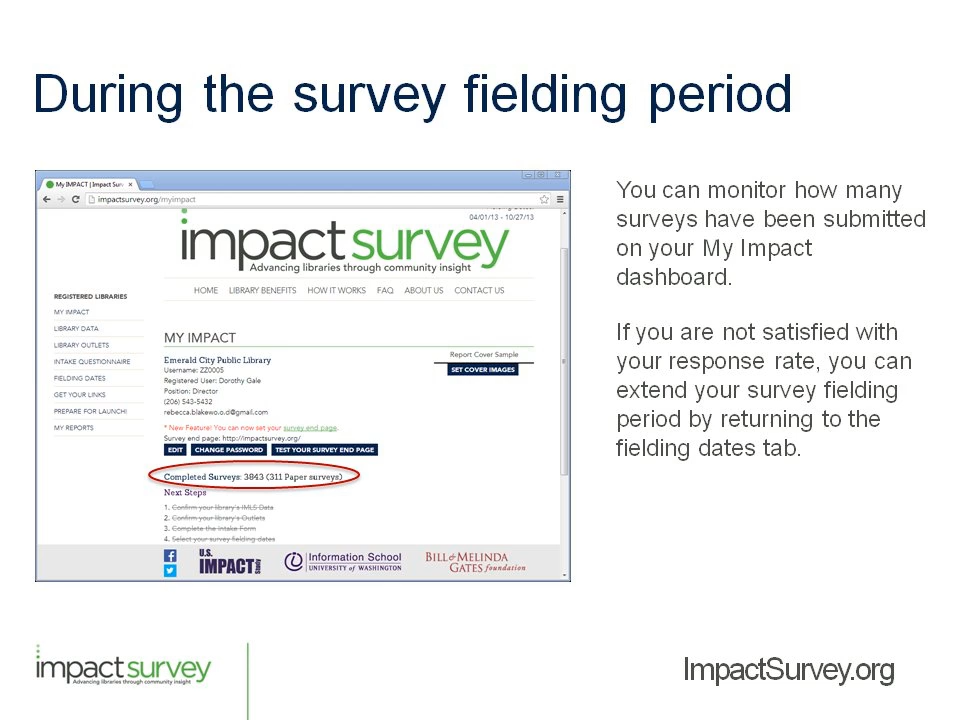 During the survey fielding period
My IMPACT | Impact Surv
impactsurvey.org/myimpact
04/01/13 - 10/27/13
impact survey
Advancing libraries through community insight
HOME LIBRARY BENEFITS HOW IT WORKS FAQ ABOUT US CONTACT US
REGISTERED LIBRARIES
MY IMPACT
LIBRARY DATA
LIBRARY OUTLETS
INTAKE QUESTIONNAIRE
FIELDING DATES
GET YOUR LINKS
PREPARE FOR LAUNCH!
MY REPORTS
MY IMPACT
Emerald City Public Library
Username: ZZ0005
Registered User: Dorothy Gale
Position: Director
(206) 543-5432
rebecca.blakewo.o.d@gmail.com
* New Feature! You can now set your survey end page.
Survey end page: http://impactsurvey.org/
EDIT CHANGE PASSWORD TEST YOUR SURVEY END PAGE
Report Cover Sample
SET COVER IMAGES
Completed Surveys: 3843 (311 Paper surveys)
Next Steps
1. Confirm your library's IMLS Data
2. Confirm your library's Outlets
3. Complete the Intake Form
4. Select your survey fielding dates
U.S. IMPACT Study
Information School
UNIVERSITY OF WASHINGTON
BILL & MELINDA
GATES foundation
You can monitor how many
surveys have been submitted
on your My Impact
dashboard.
If you are not satisfied with
your response rate, you can
extend your survey fielding
period by returning to the
fielding dates tab.
impact survey
Advancing libraries through community insight
ImpactSurvey.org